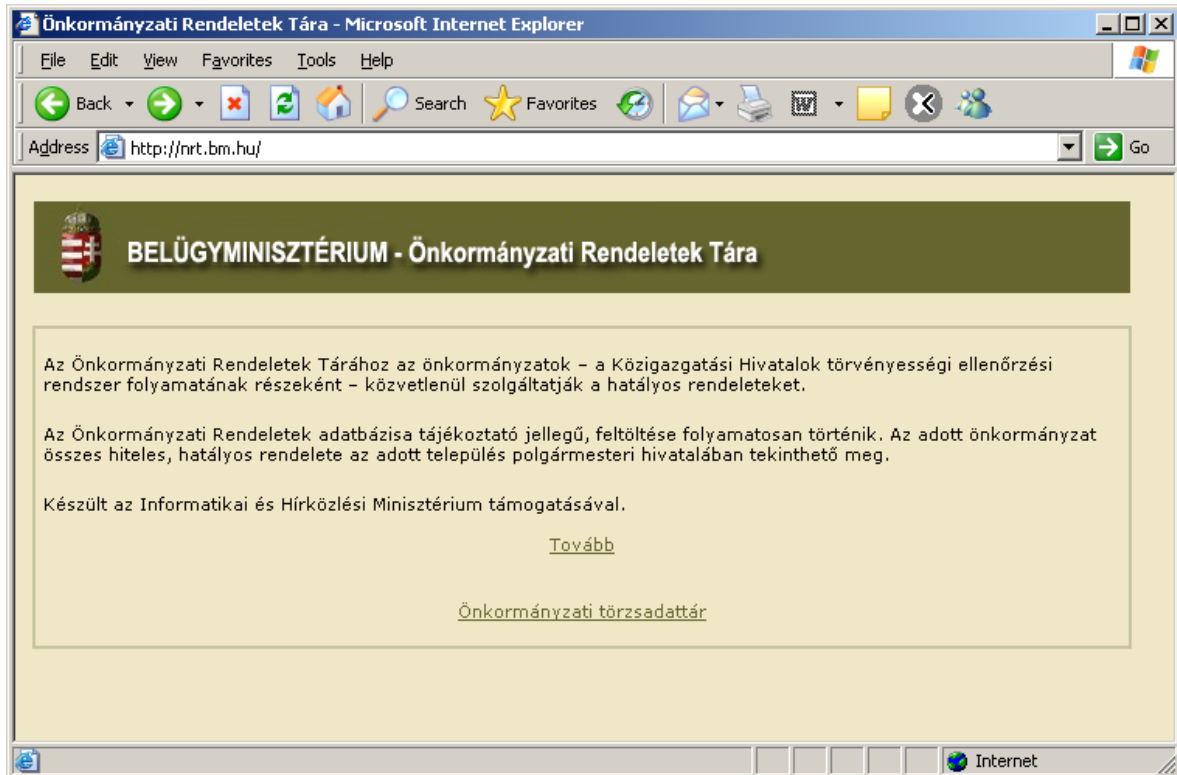 Önkormányzati Rendeletek Tára - Microsoft Internet Explorer
File Edit View Favorites Tools Help
Back Search Favorites W
Address http://nrt.bm.hu/ Go
BELÜGYMINISZTÉRIUM - Önkormányzati Rendeletek Tára
Az Önkormányzati Rendeletek Tárához az önkormányzatok – a Közigazgatási Hivatalok törvényességi ellenőrzési
rendszer folyamatának részeként – közvetlenül szolgáltatják a hatályos rendeleteket.
Az Önkormányzati Rendeletek adatbázisa tájékoztató jellegű, feltöltése folyamatosan történik. Az adott önkormányzat
összes hiteles, hatályos rendelete az adott település polgármesteri hivatalában tekinthető meg.
Készült az Informatikai és Hírközlési Minisztérium támogatásával.
Tovább
Önkormányzati törzsadattár
Internet